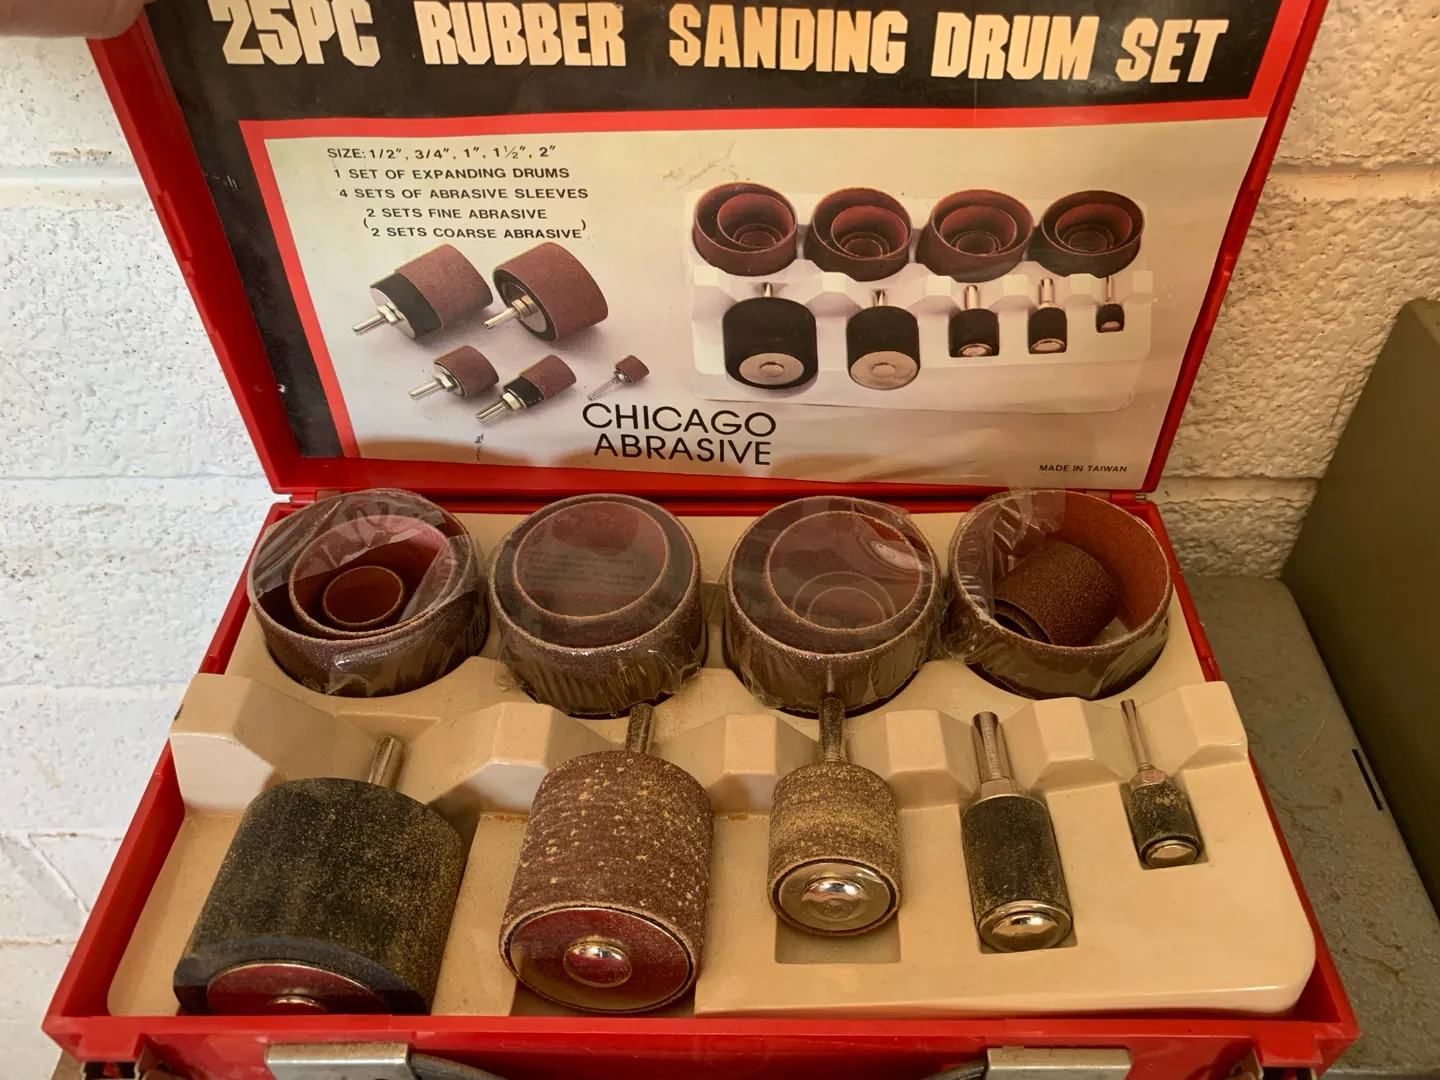 25PC RUBBER SANDING DRUM SET
SIZE: 1/2", 3/4", 1", 1½", 2"
1 SET OF EXPANDING DRUMS
4 SETS OF ABRASIVE SLEEVES
2 SETS FINE ABRASIVE
(2 SETS COARSE ABRASIVE)
CHICAGO
ABRASIVE
MADE IN TAIWAN